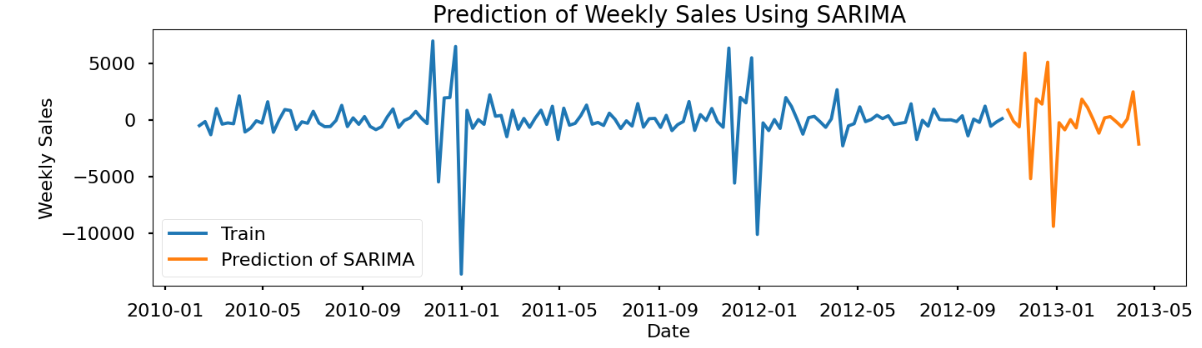 Prediction of Weekly Sales Using SARIMA
Weekly Sales
5000
0
−5000
−10000
Train
Prediction of SARIMA
2010-01 2010-05 2010-09 2011-01 2011-05 2011-09 2012-01 2012-05 2012-09 2013-01 2013-05
Date